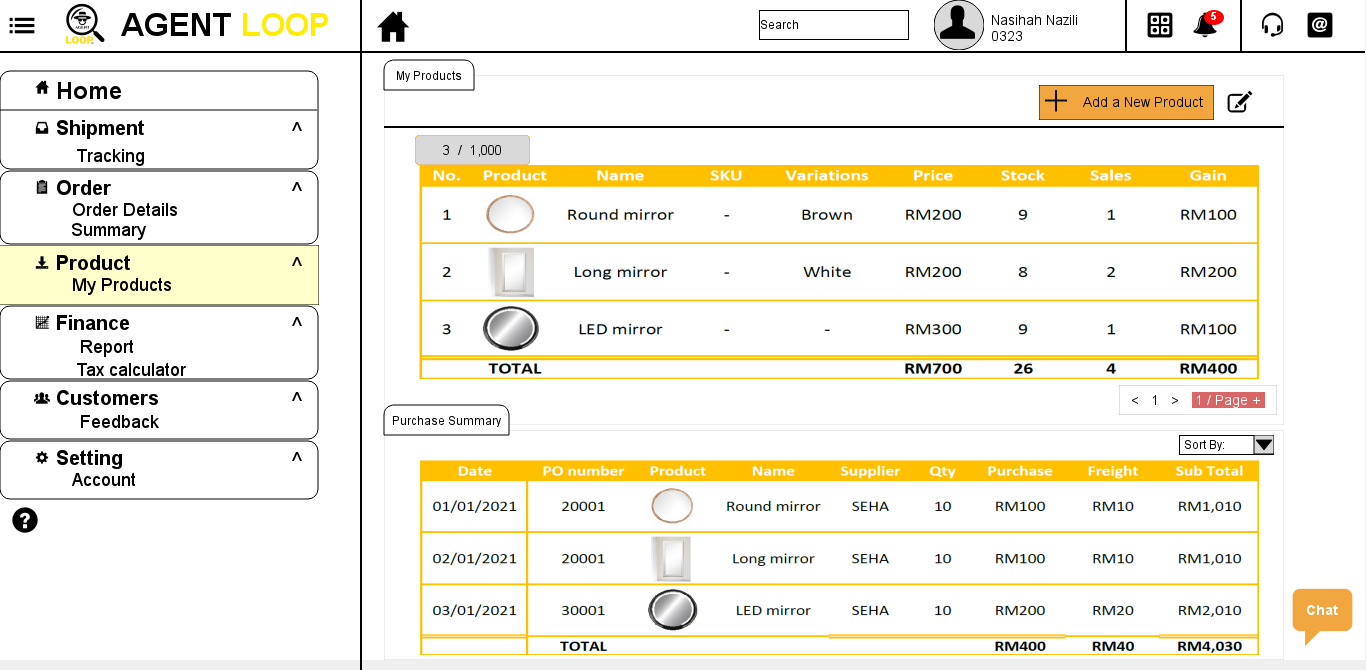 LOOP.
AGENT LOOP
Search
Nasihah Nazili
0323
5
@
Home
Shipment ^
Tracking
Order ^
Order Details
Summary
Product ^
My Products
Finance ^
Report
Tax calculator
Customers ^
Feedback
Setting ^
Account
?
My Products
+ Add a New Product
3 / 1,000
No. Product Name SKU Variations Price Stock Sales Gain
1 Round mirror - Brown RM200 9 1 RM100
2 Long mirror - White RM200 8 2 RM200
3 LED mirror - - RM300 9 1 RM100
TOTAL RM700 26 4 RM400
< 1 > 1 / Page +
Purchase Summary
Sort By:
Date PO number Product Name Supplier Qty Purchase Freight Sub Total
01/01/2021 20001 Round mirror SEHA 10 RM100 RM10 RM1,010
02/01/2021 20001 Long mirror SEHA 10 RM100 RM10 RM1,010
03/01/2021 30001 LED mirror SEHA 10 RM200 RM20 RM2,010
TOTAL RM400 RM40 RM4,030
Chat